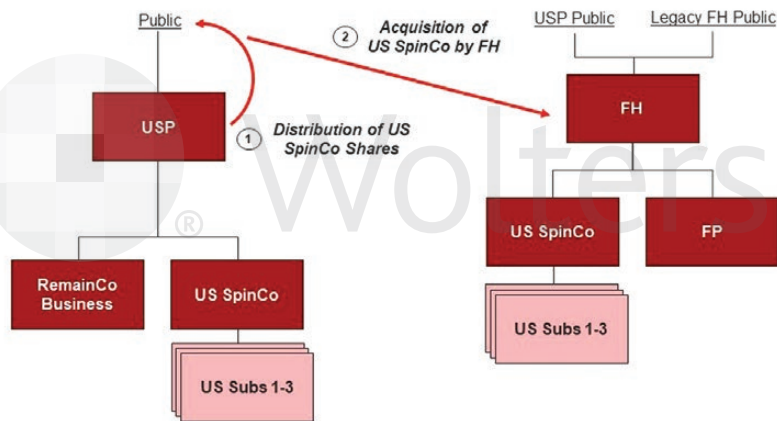 Public
USP
1 Distribution of US
SpinCo Shares
2 Acquisition of
US SpinCo by FH
RemainCo
Business
US SpinCo
US Subs 1-3
USP Public
Legacy FH Public
FH
US SpinCo
FP
US Subs 1-3
® Wolters